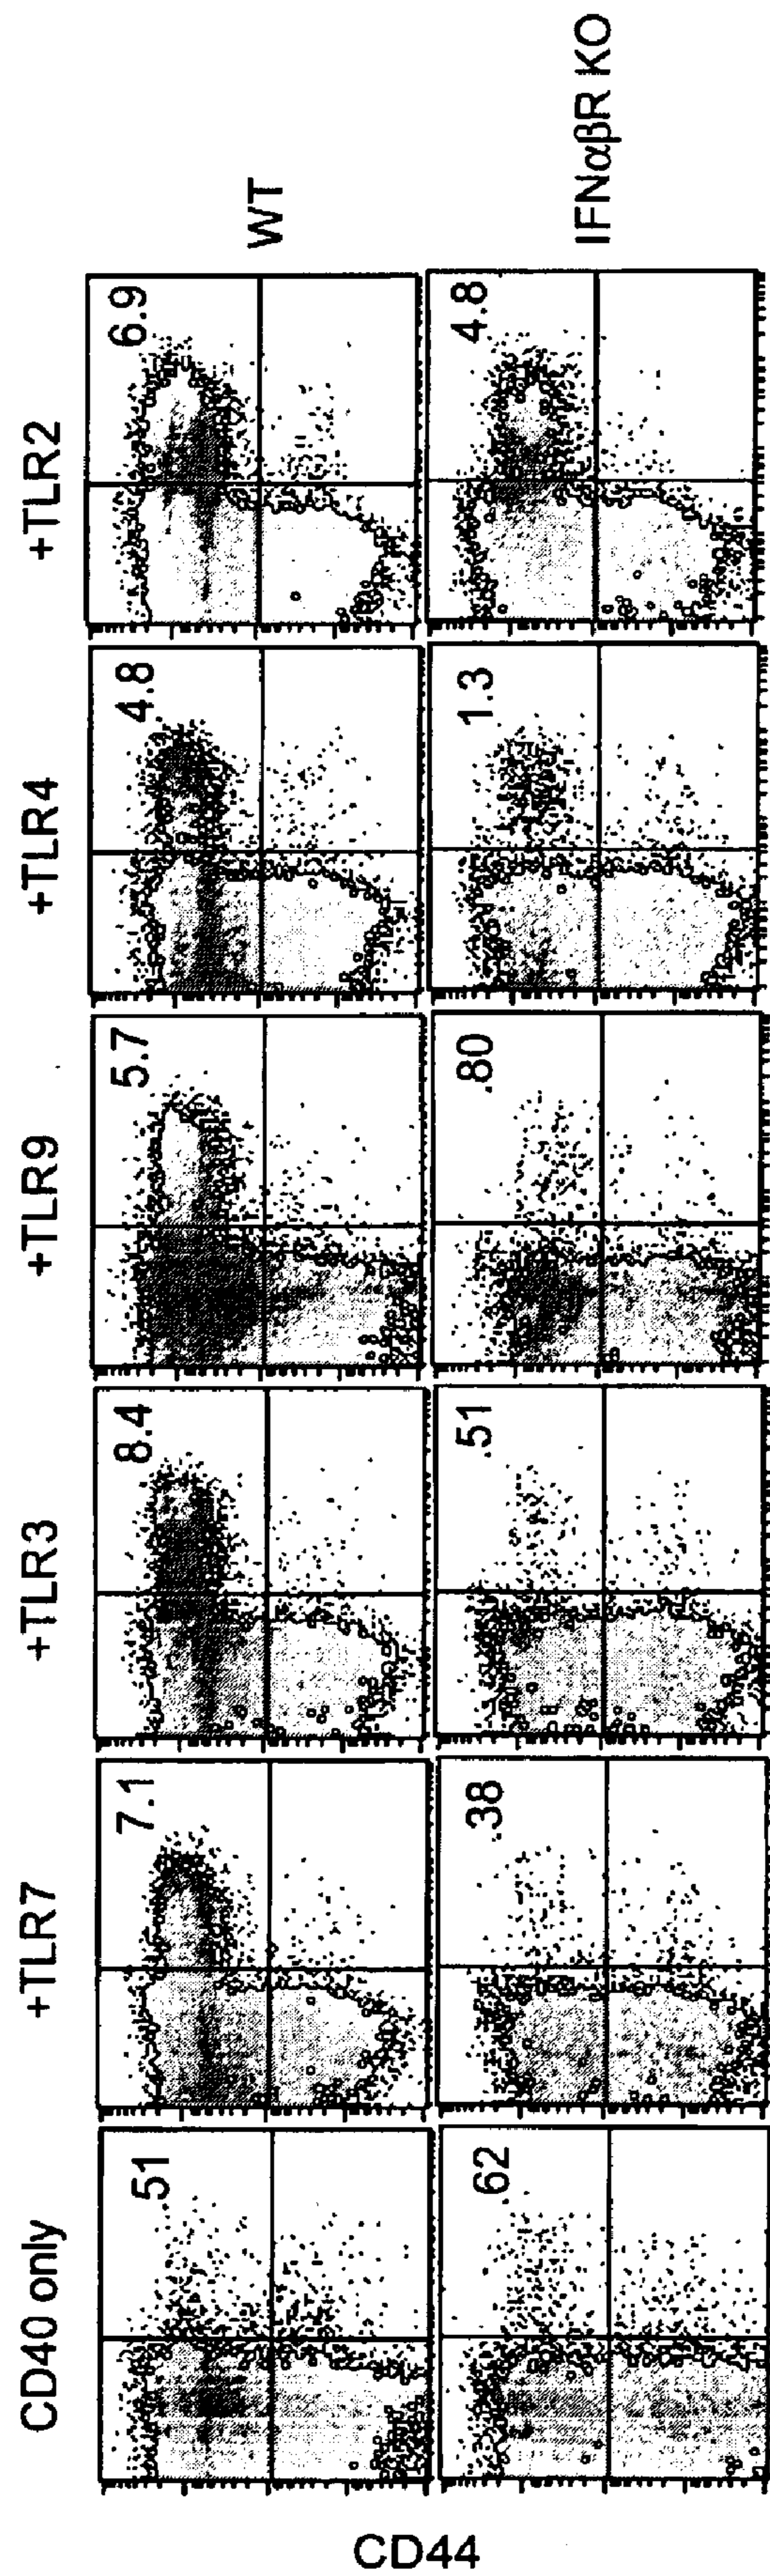 CD40 only +TLR7 +TLR3 +TLR9 +TLR4 +TLR2
.51 7.1 8.4 5.7 4.8 6.9 WT
.62 .38 .51 .80 1.3 4.8 IFNαβR KO
CD44